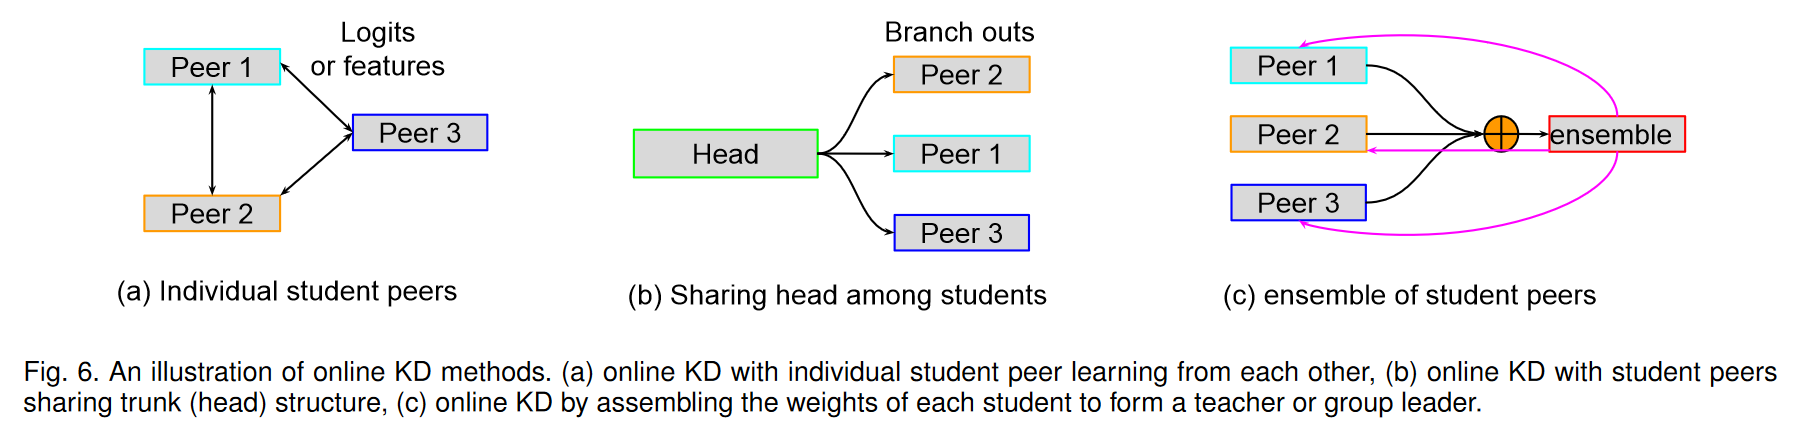 Logits
or features
Peer 1
Peer 3
Peer 2
(a) Individual student peers
Branch outs
Peer 2
Head
Peer 1
Peer 3
(b) Sharing head among students
Peer 1
Peer 2
ensemble
Peer 3
(c) ensemble of student peers
Fig. 6. An illustration of online KD methods. (a) online KD with individual student peer learning from each other, (b) online KD with student peers
sharing trunk (head) structure, (c) online KD by assembling the weights of each student to form a teacher or group leader.